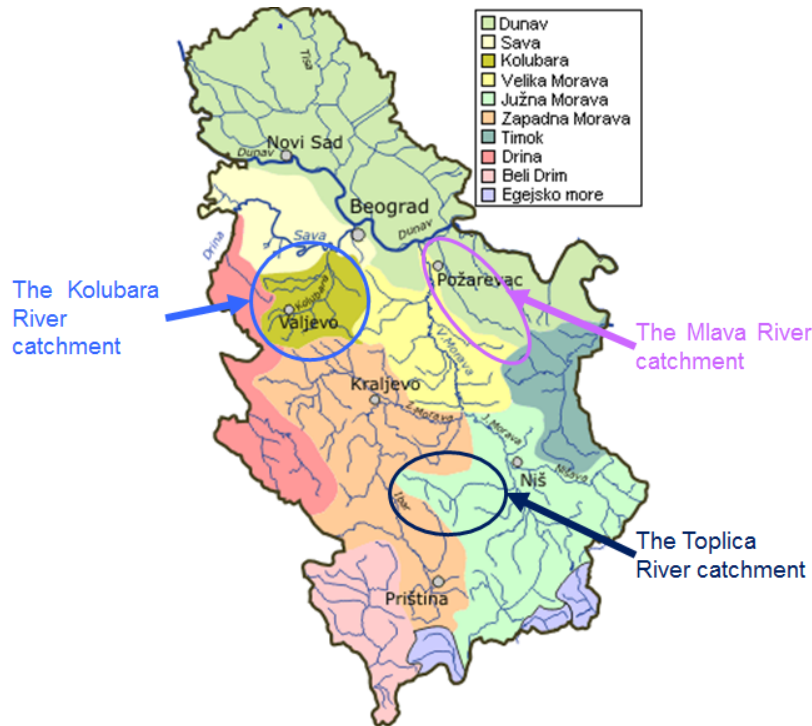 Dunav
Sava
Kolubara
Velika Morava
Južna Morava
Zapadna Morava
Timok
Drina
Beli Drim
Egejsko more
Tisa
Novi Sad
Dunav
Beograd
Dunav
Sava
Drina
Požarevac
Kolubara
Valjevo
The Kolubara
River
catchment
The Mlava River
catchment
V.Morava
Kraljevo
Z.Morava
J.Morava
Niš
Nišava
Ibar
The Toplica
River catchment
Priština